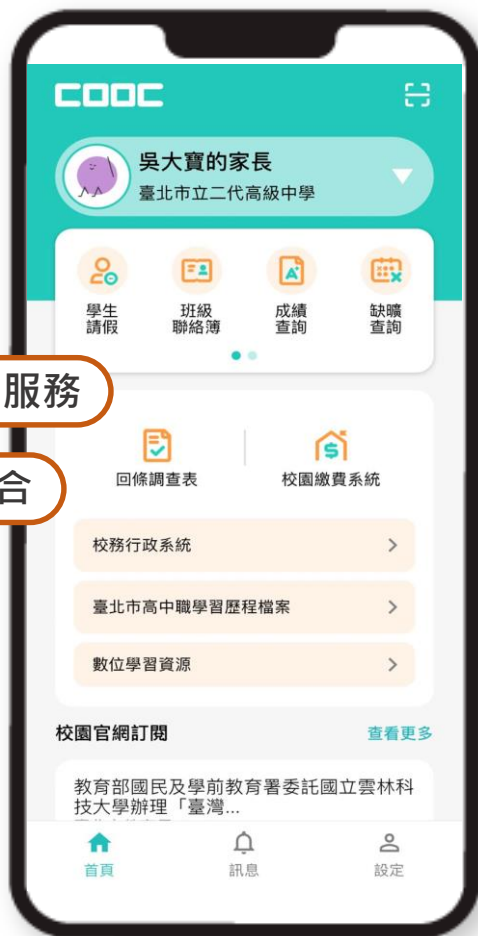 COOC
吳大寶的家長
臺北市立二代高級中學
學生
請假
班級
聯絡簿
成績
查詢
缺曠
查詢
服務
合
回條調查表
校園繳費系統
校務行政系統
臺北市高中職學習歷程檔案
數位學習資源
校園官網訂閱
查看更多
教育部國民及學前教育署委託國立雲林科
技大學辦理「臺灣...
首頁
訊息
設定